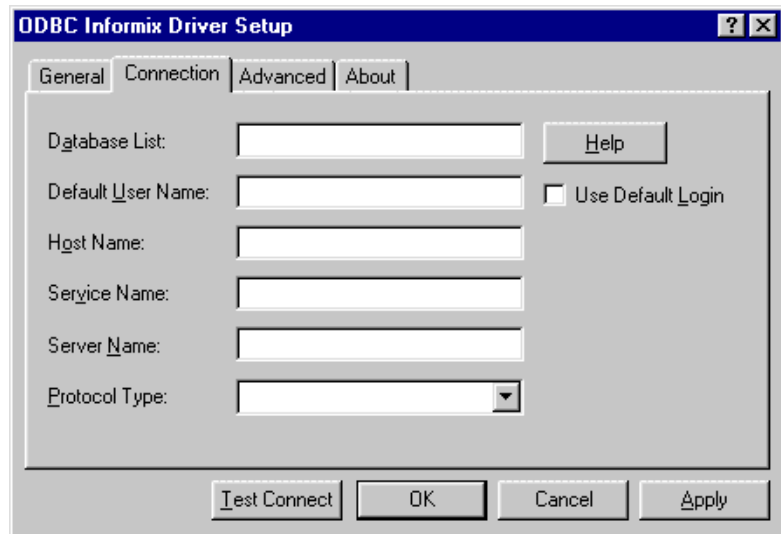 ODBC Informix Driver Setup
General Connection Advanced About
Database List:
Help
Default User Name:
Use Default Login
Host Name:
Service Name:
Server Name:
Protocol Type:
Test Connect OK Cancel Apply